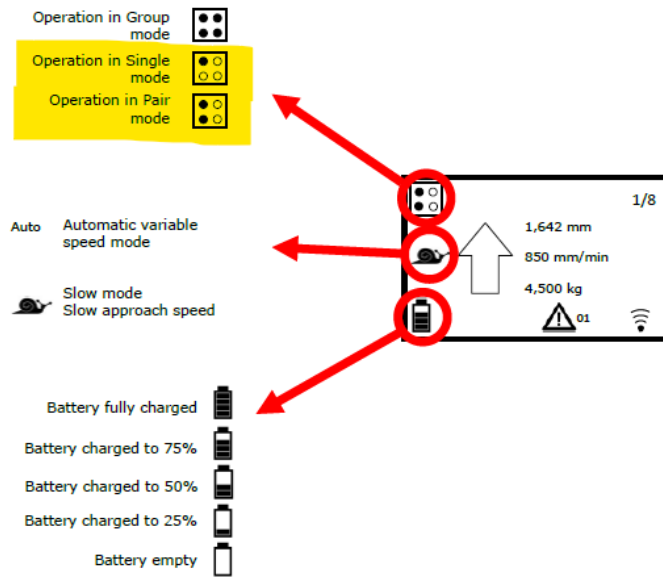 Operation in Group
mode
Operation in Single
mode
Operation in Pair
mode
1/8
1,642 mm
Auto Automatic variable
speed mode
850 mm/min
Slow mode
Slow approach speed
4,500 kg
01
Battery fully charged
Battery charged to 75%
Battery charged to 50%
Battery charged to 25%
Battery empty